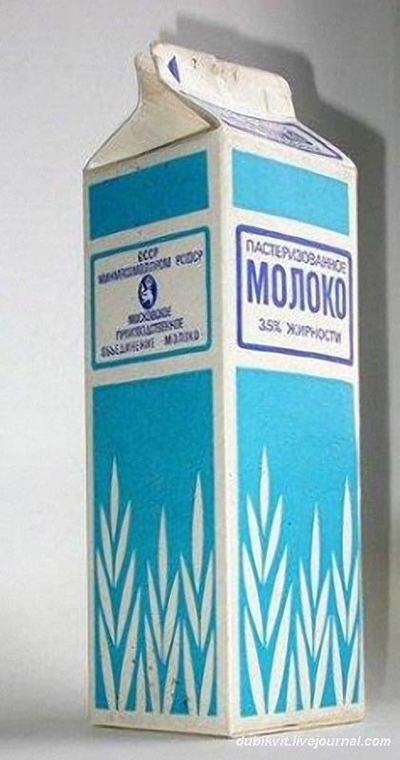 СССР
МИНМЯСОМОЛПРОМ РСФСР
МОСКОВСКОЕ
ПРОИЗВОДСТВЕННОЕ
ОБЪЕДИНЕНИЕ МОЛОКО
ПАСТЕРИЗОВАННОЕ
МОЛОКО
3.5% ЖИРНОСТИ
dubikvit.livejournal.com